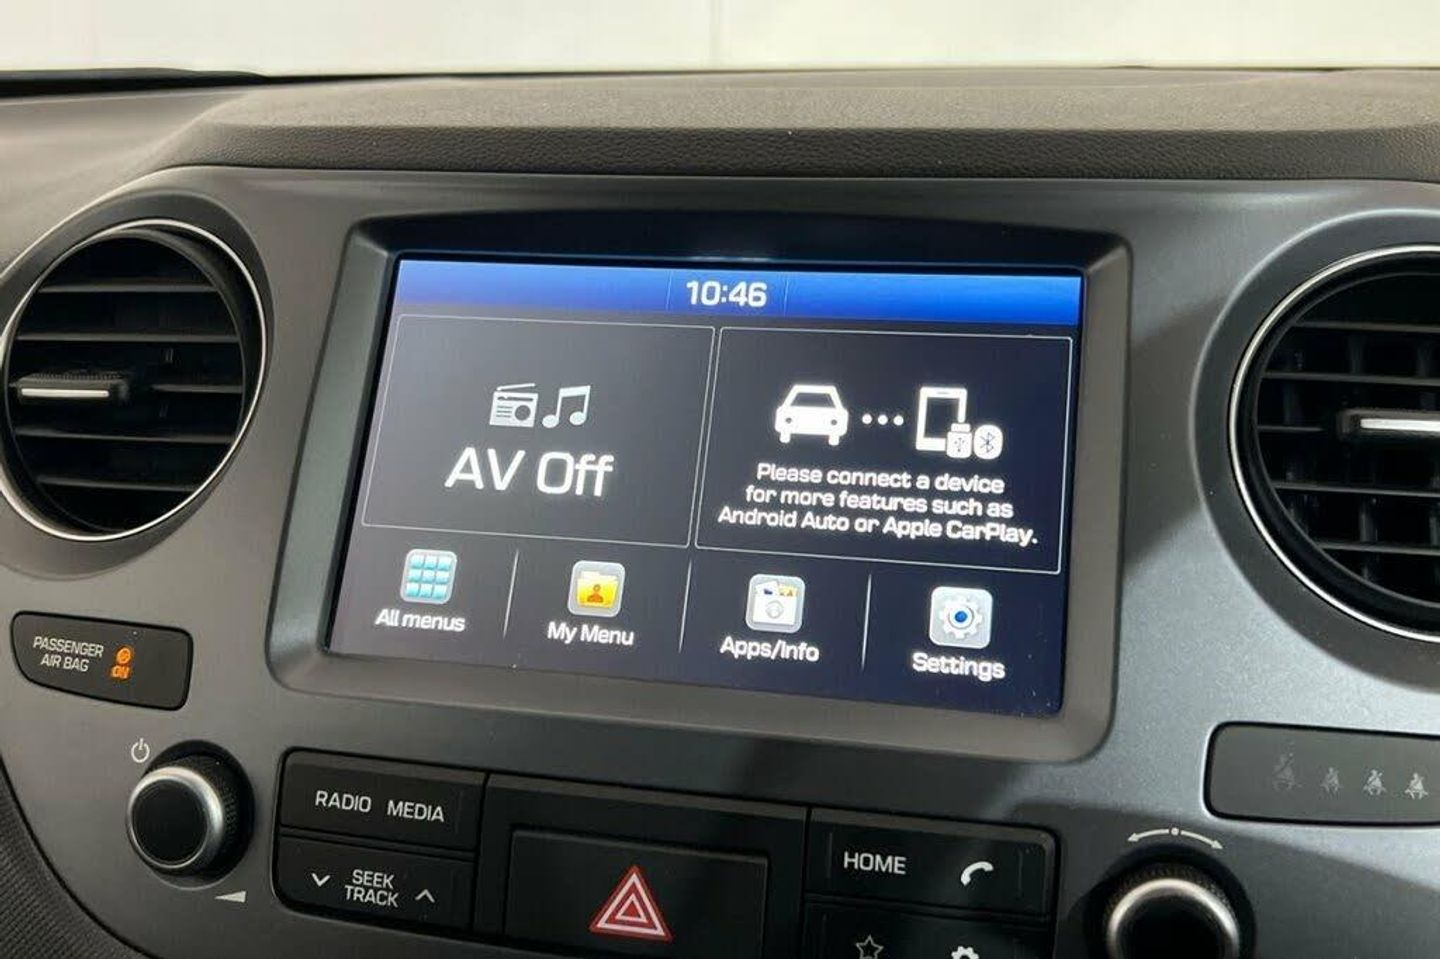 10:46
AV Off
Please connect a device
for more features such as
Android Auto or Apple CarPlay.
All menus
My Menu
Apps/Info
Settings
PASSENGER
AIR BAG
ON
RADIO MEDIA
SEEK
TRACK
HOME